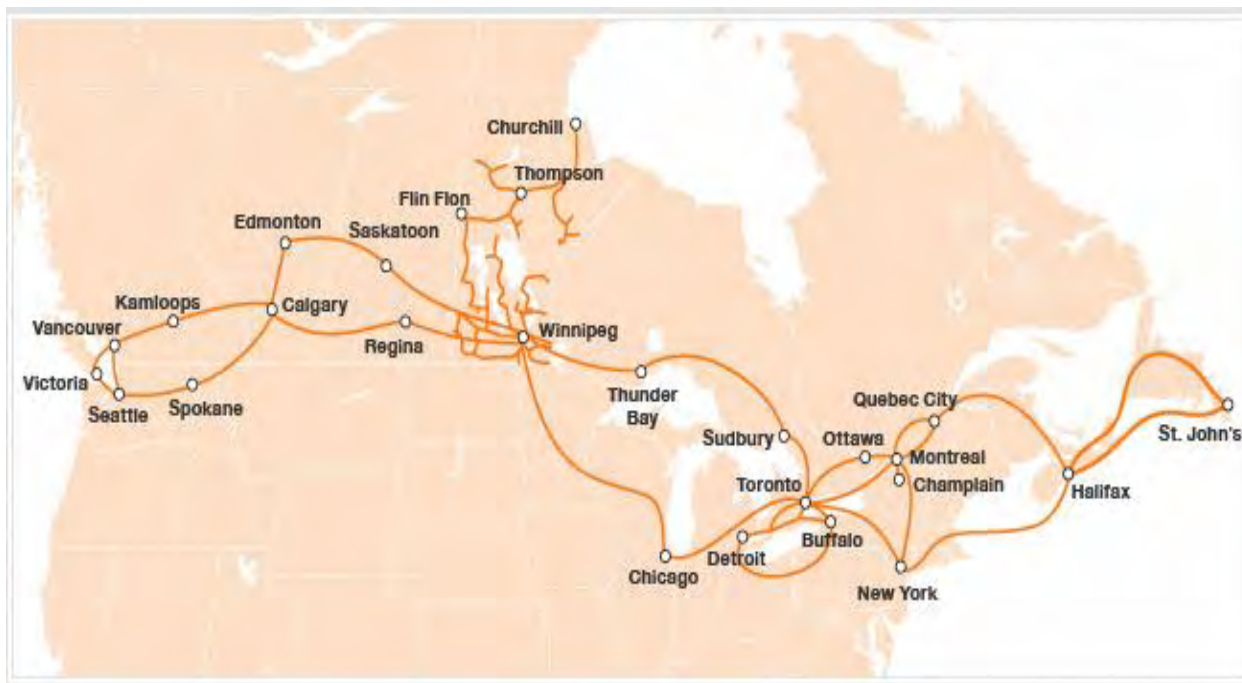 Churchill
Thompson
Flin Flon
Edmonton
Saskatoon
Kamloops
Calgary
Vancouver
Winnipeg
Regina
Victoria
Seattle
Spokane
Thunder
Bay
Quebec City
Sudbury
Ottawa
St. John's
Montreal
Toronto
Champlain
Halifax
Buffalo
Detroit
Chicago
New York